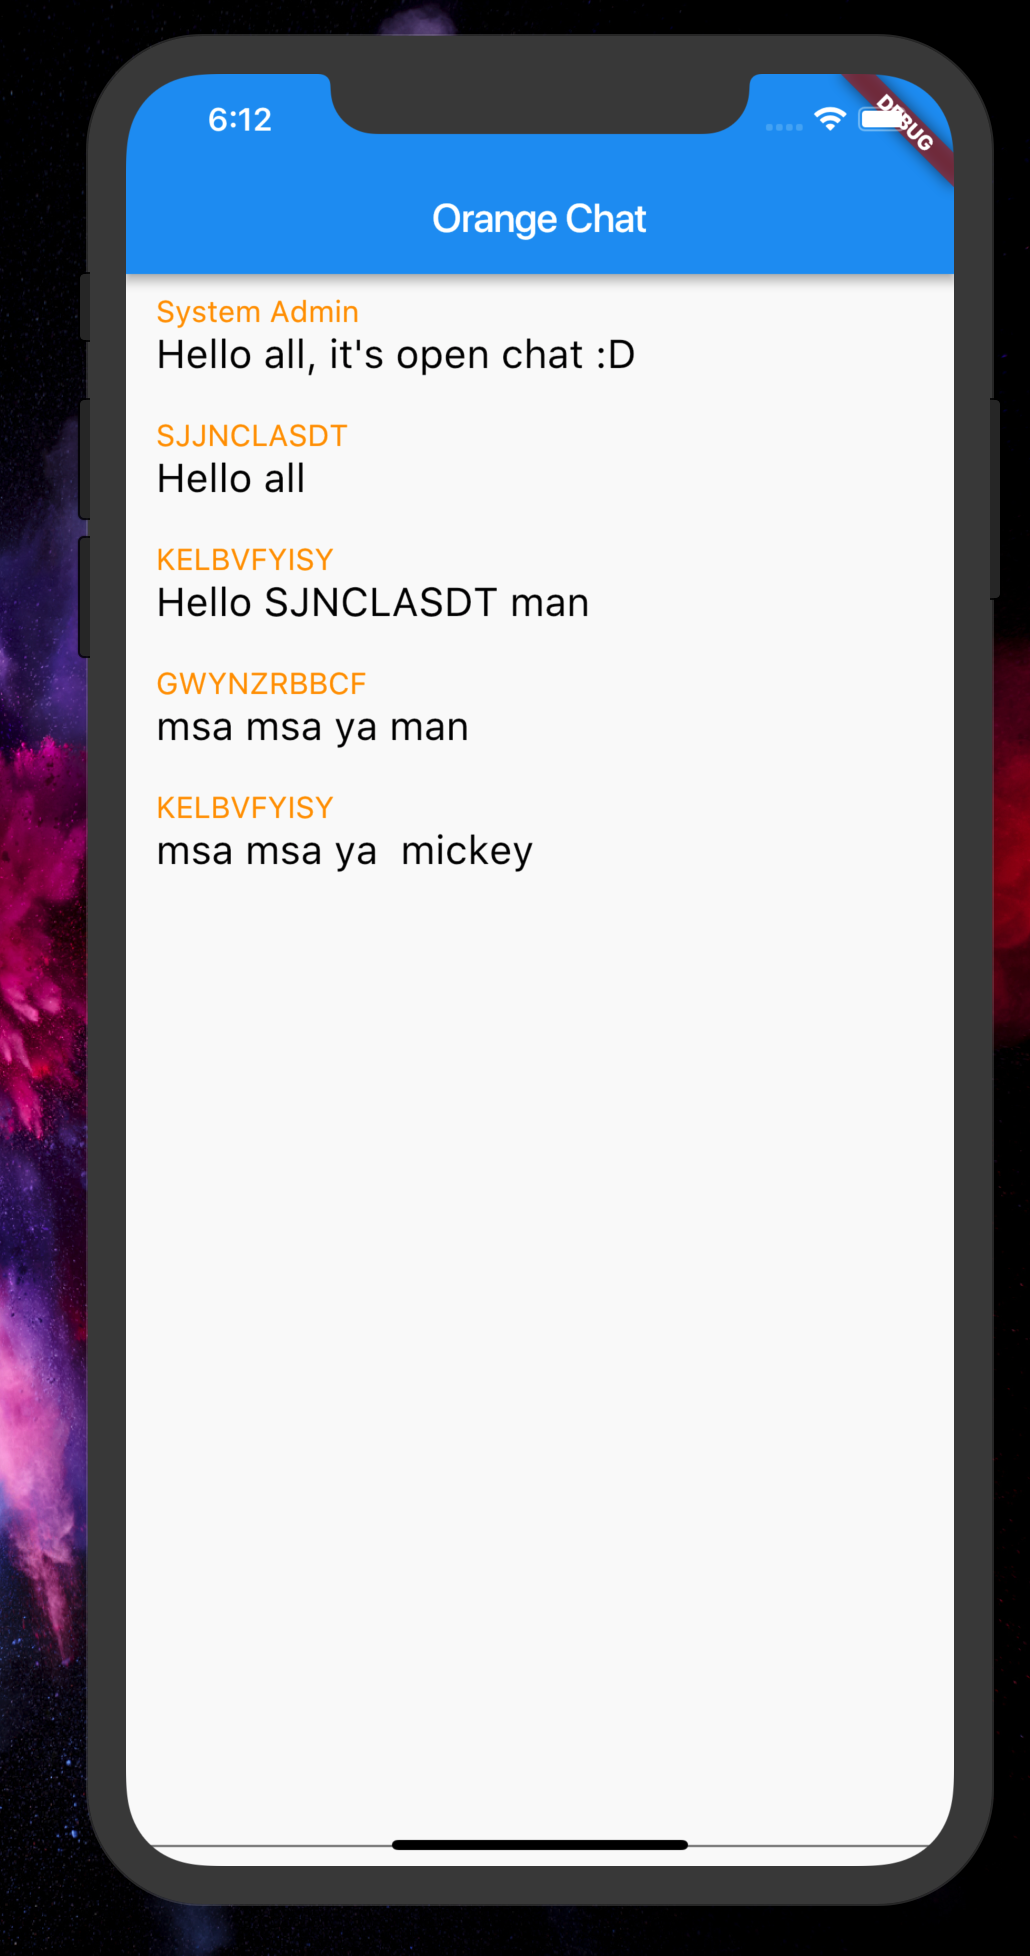 6:12
DEBUG
Orange Chat
System Admin
Hello all, it's open chat :D
SJJNCLASDT
Hello all
KELBVFYISY
Hello SJNCLASDT man
GWYNZRBBCF
msa msa ya man
KELBVFYISY
msa msa ya  mickey